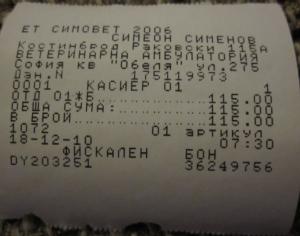 ЕТ СИМОВЕТ 2006
СИМЕОН СИМЕНОВ
Костинброд Раковски 116А
ВЕТЕРИНАРНА АМБУЛАТОРИЯ
София кв "Обеля" ул.275
Дан.N 175119973
0001 КАСИЕР 01 1
ОТД 01*Б 115.00
ОБЩА СУМА: 115.00
В БРОЙ 115.00
1072 01 артикул
18-12-10 07:30
ФИСКАЛЕН БОН
DY203251 36249756